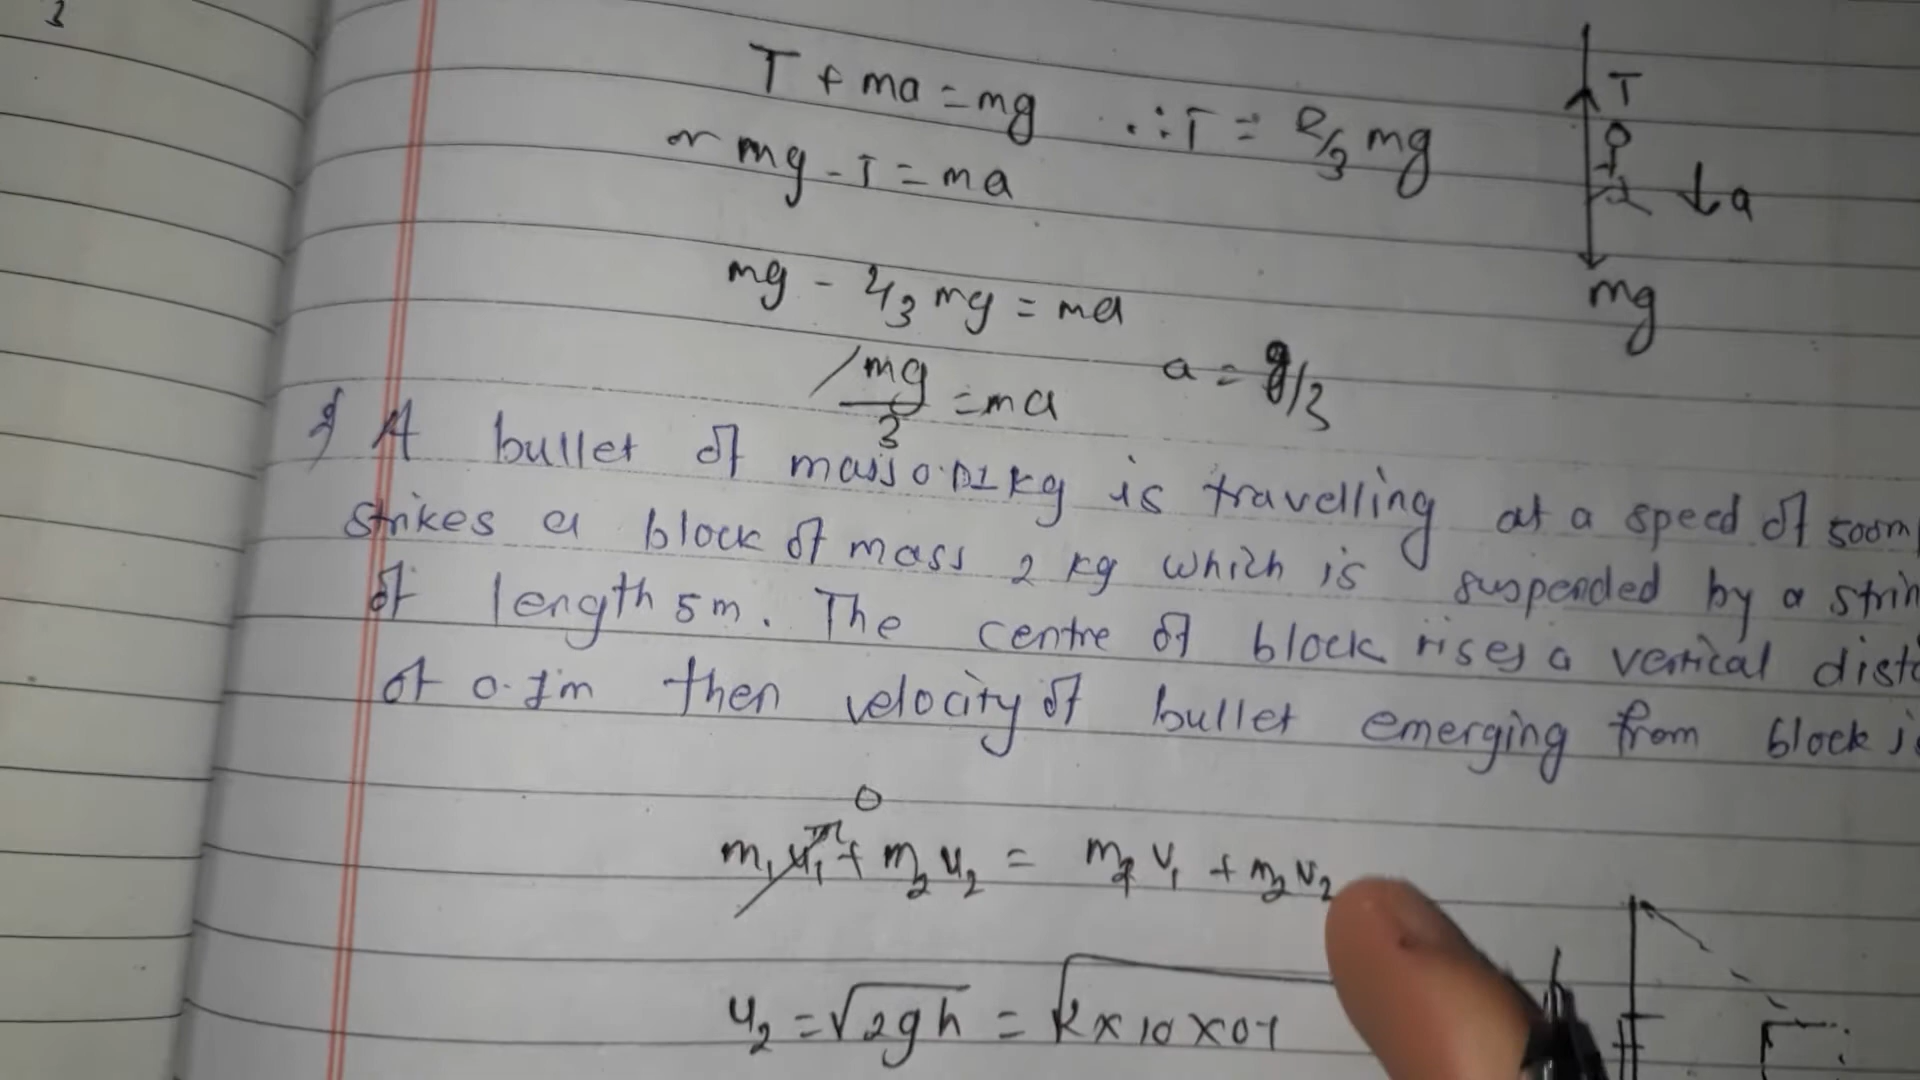 T + ma = mg ∴ T = 2/3 mg
or mg - T = ma
T
a
mg
mg - 2/3 mg = ma
mg/3 = ma a = g/3
A bullet of mass 0.01 kg is travelling at a speed of 500m
strikes a block of mass 2 kg which is suspended by a strin
of length 5m. The centre of block rises a vertical dist
of 0.1m then velocity of bullet emerging from block is
0
m₁u₁ + m₂u₂ = m₁v₁ + m₂v₂
u₂ = √2gh = √2 x 10 x 0.1